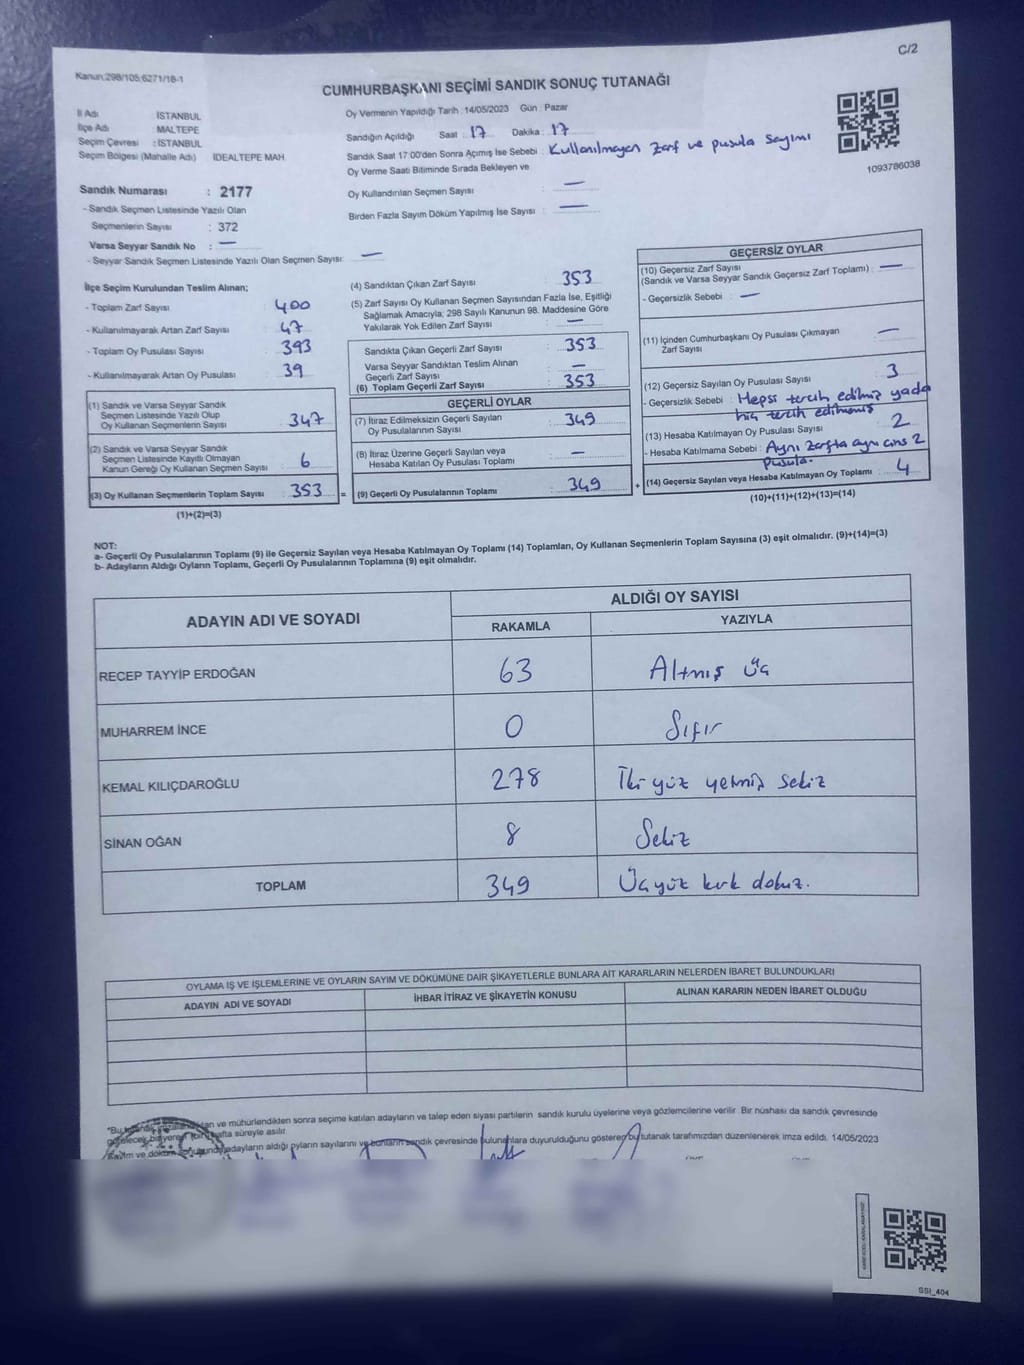 C/2
Kanun:298/105;6271/18-1
CUMHURBAŞKANI SEÇİMİ SANDIK SONUÇ TUTANAĞI
İl Adı İSTANBUL
İlçe Adı MALTEPE
Seçim Çevresi : İSTANBUL
Seçim Bölgesi (Mahalle Adı) İDEALTEPE MAH.
Sandık Numarası : 2177
- Sandık Seçmen Listesinde Yazılı Olan
Seçmenlerin Sayısı : 372
Varsa Seyyar Sandık No : —
- Seyyar Sandık Seçmen Listesinde Yazılı Olan Seçmen Sayısı: —
Oy Vermenin Yapıldığı Tarih : 14/05/2023 Gün : Pazar
Sandığın Açıldığı Saat : 17 Dakika : 17
Sandık Saat 17:00'den Sonra Açımış İse Sebebi : Kullanılmayan zarf ve pusula sayımı
Oy Verme Saati Bitiminde Sırada Bekleyen ve
Oy Kullandırılan Seçmen Sayısı : —
Birden Fazla Sayım Döküm Yapılmış İse Sayısı : —
1093786038
İlçe Seçim Kurulundan Teslim Alınan;
- Toplam Zarf Sayısı : 400
- Kullanılmayarak Artan Zarf Sayısı : 47
- Toplam Oy Pusulası Sayısı : 393
- Kullanılmayarak Artan Oy Pusulası : 39
(1) Sandık ve Varsa Seyyar Sandık
Seçmen Listesinde Yazılı Olup
Oy Kullanan Seçmenlerin Sayısı : 347
(2) Sandık ve Varsa Seyyar Sandık
Seçmen Listesinde Kayıtlı Olmayan
Kanun Gereği Oy Kullanan Seçmen Sayısı : 6
(3) Oy Kullanan Seçmenlerin Toplam Sayısı : 353 =
(1)+(2)=(3)
(4) Sandıktan Çıkan Zarf Sayısı : 353
(5) Zarf Sayısı Oy Kullanan Seçmen Sayısından Fazla İse, Eşitliği
Sağlamak Amacıyla; 298 Sayılı Kanunun 98. Maddesine Göre
Yakılarak Yok Edilen Zarf Sayısı : —
Sandıkta Çıkan Geçerli Zarf Sayısı : 353
Varsa Seyyar Sandıktan Teslim Alınan
Geçerli Zarf Sayısı : —
(6) Toplam Geçerli Zarf Sayısı : 353
GEÇERLİ OYLAR
(7) İtiraz Edilmeksizin Geçerli Sayılan
Oy Pusulalarının Sayısı : 349
(8) İtiraz Üzerine Geçerli Sayılan veya
Hesaba Katılan Oy Pusulası Toplamı : —
(9) Geçerli Oy Pusulalarının Toplamı : 349 +
GEÇERSİZ OYLAR
(10) Geçersiz Zarf Sayısı
(Sandık ve Varsa Seyyar Sandık Geçersiz Zarf Toplamı) : —
- Geçersizlik Sebebi : —
(11) İçinden Cumhurbaşkanı Oy Pusulası Çıkmayan
Zarf Sayısı : —
(12) Geçersiz Sayılan Oy Pusulası Sayısı : 3
- Geçersizlik Sebebi : Hepsi tercih edilmiş yada
hiç tercih edilmemiş
(13) Hesaba Katılmayan Oy Pusulası Sayısı : 2
- Hesaba Katılmama Sebebi : Aynı zarfta aynı cins 2
pusula.
(14) Geçersiz Sayılan veya Hesaba Katılmayan Oy Toplamı : 4
(10)+(11)+(12)+(13)=(14)
NOT:
a- Geçerli Oy Pusulalarının Toplamı (9) ile Geçersiz Sayılan veya Hesaba Katılmayan Oy Toplamı (14) Toplamları, Oy Kullanan Seçmenlerin Toplam Sayısına (3) eşit olmalıdır. (9)+(14)=(3)
b- Adayların Aldığı Oyların Toplamı, Geçerli Oy Pusulalarının Toplamına (9) eşit olmalıdır.
ADAYIN ADI VE SOYADI ALDIĞI OY SAYISI
RAKAMLA YAZIYLA
RECEP TAYYİP ERDOĞAN 63 Altmış üç
MUHARREM İNCE 0 Sıfır
KEMAL KILIÇDAROĞLU 278 İki yüz yetmiş sekiz
SİNAN OĞAN 8 Sekiz
TOPLAM 349 Üçyüz kırk dokuz.
OYLAMA İŞ VE İŞLEMLERİNE VE OYLARIN SAYIM VE DÖKÜMÜNE DAİR ŞİKAYETLERLE BUNLARA AİT KARARLARIN NELERDEN İBARET BULUNDUKLARI
ADAYIN ADI VE SOYADI İHBAR İTİRAZ VE ŞİKAYETİN KONUSU ALINAN KARARIN NEDEN İBARET OLDUĞU
"Bu ve mühürlendikten sonra seçime katılan adayların ve talep eden siyasi partilerin sandık kurulu üyelerine veya gözlemcilerine verilir. Bir nüshası da sandık çevresinde
hafta süreyle asılır.
Sayım ve döküm adayların aldığı oyların sayılarını ve bunların sandık çevresinde bulunanlara duyurulduğunu gösteren bu tutanak tarafımızdan düzenlenerek imza edildi. 14/05/2023
SSI_404